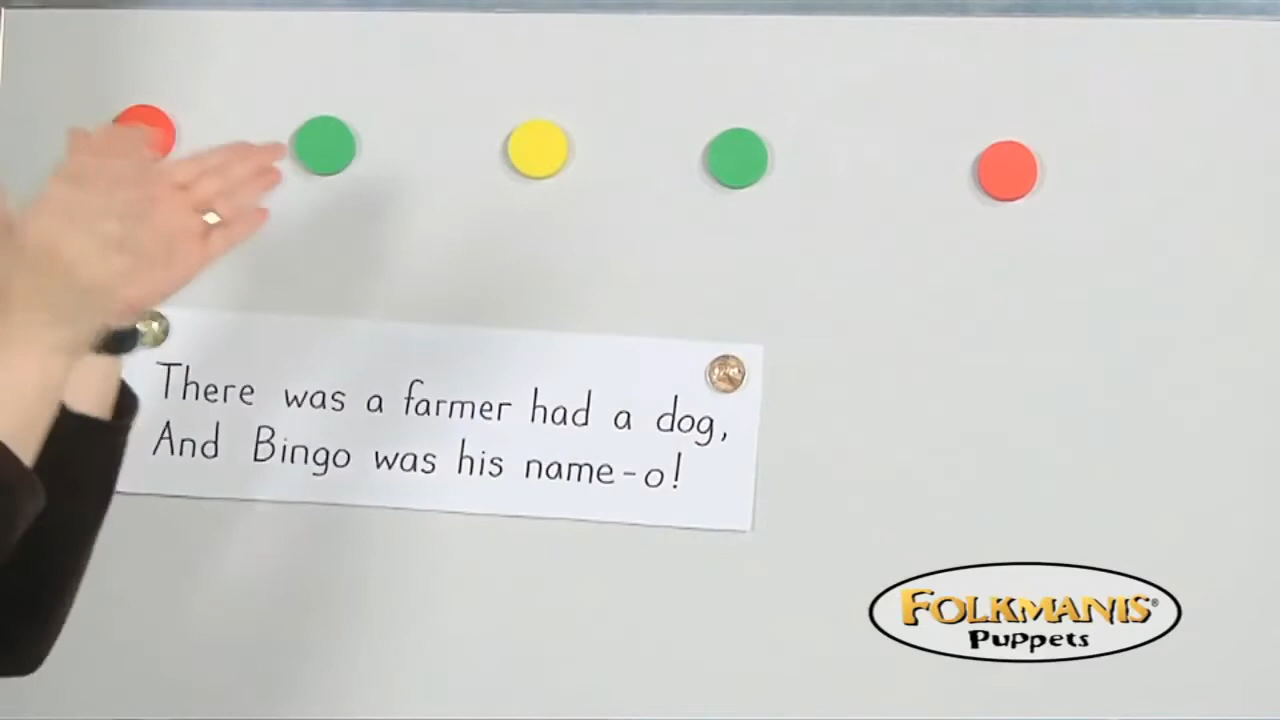 There was a farmer had a dog,
And Bingo was his name-o!
FOLKMANIS®
Puppets